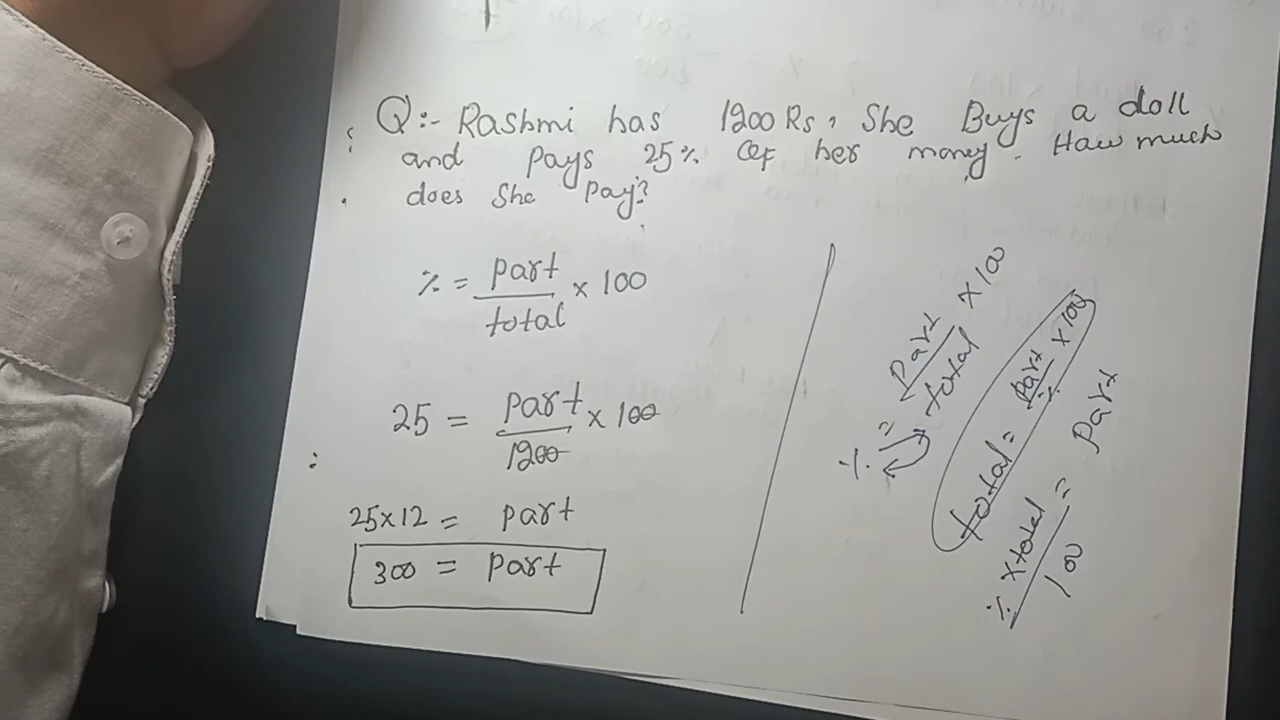 Q:- Rashmi has 1200 Rs, She Buys a doll
and pays 25% of her money. How much
does She pay?
% = part/total × 100
25 = part/1200 × 100
25×12 = part
300 = part
% = part/total × 100
total = part/% × 100
% × total/100 = part